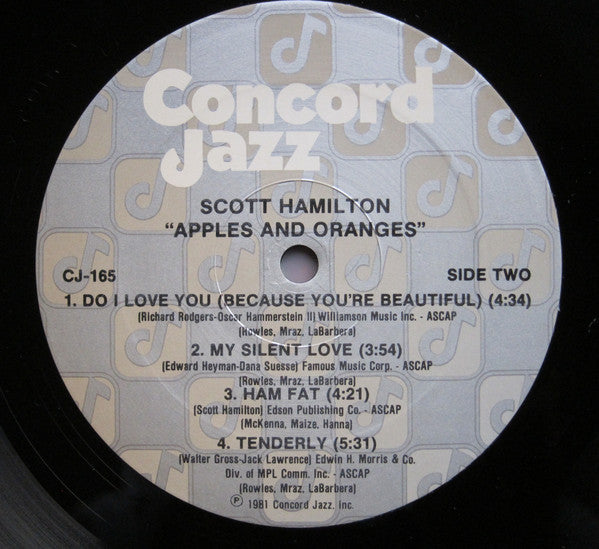 Concord
Jazz
SCOTT HAMILTON
"APPLES AND ORANGES"
CJ-165 SIDE TWO
1. DO I LOVE YOU (BECAUSE YOU'RE BEAUTIFUL) (4:34)
(Richard Rodgers-Oscar Hammerstein II) Williamson Music Inc. - ASCAP
(Rowles, Mraz, LaBarbera)
2. MY SILENT LOVE (3:54)
(Edward Heyman-Dana Suesse) Famous Music Corp. - ASCAP
(Rowles, Mraz, LaBarbera)
3. HAM FAT (4:21)
(Scott Hamilton) Edson Publishing Co. - ASCAP
(McKenna, Maize, Hanna)
4. TENDERLY (5:31)
(Walter Gross-Jack Lawrence) Edwin H. Morris & Co.
Div. of MPL Comm. Inc. - ASCAP
(Rowles, Mraz, LaBarbera)
℗ 1981 Concord Jazz, Inc.